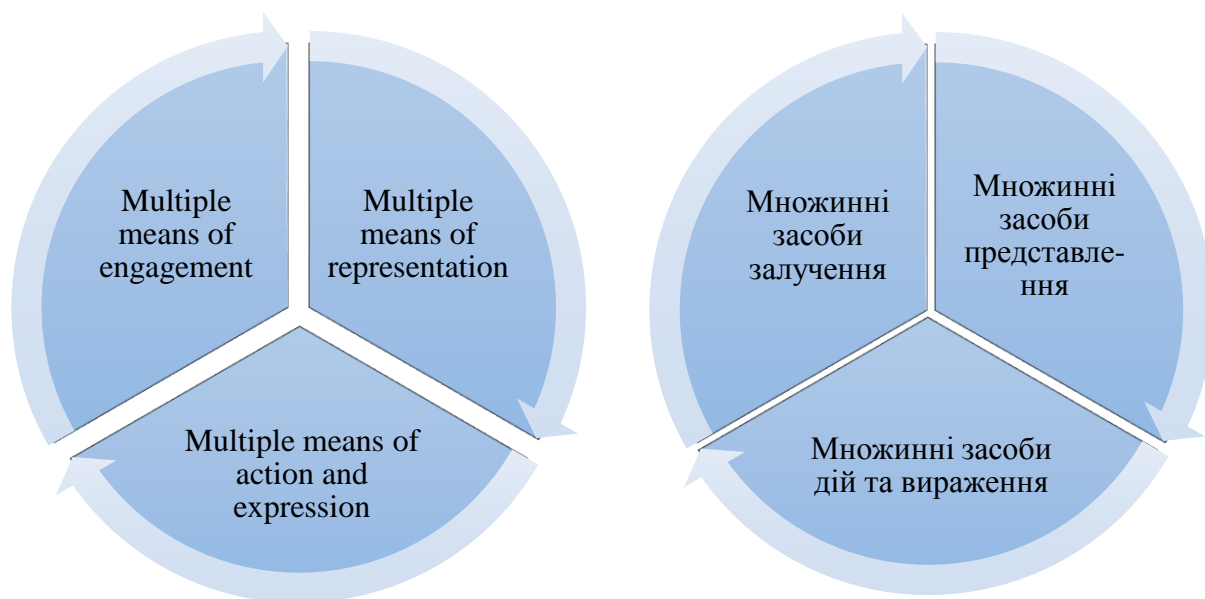 Multiple
means of
engagement
Multiple
means of
representation
Multiple means of
action and
expression
Множинні
засоби
залучення
Множинні
засоби
представле-
ння
Множинні засоби
дій та вираження